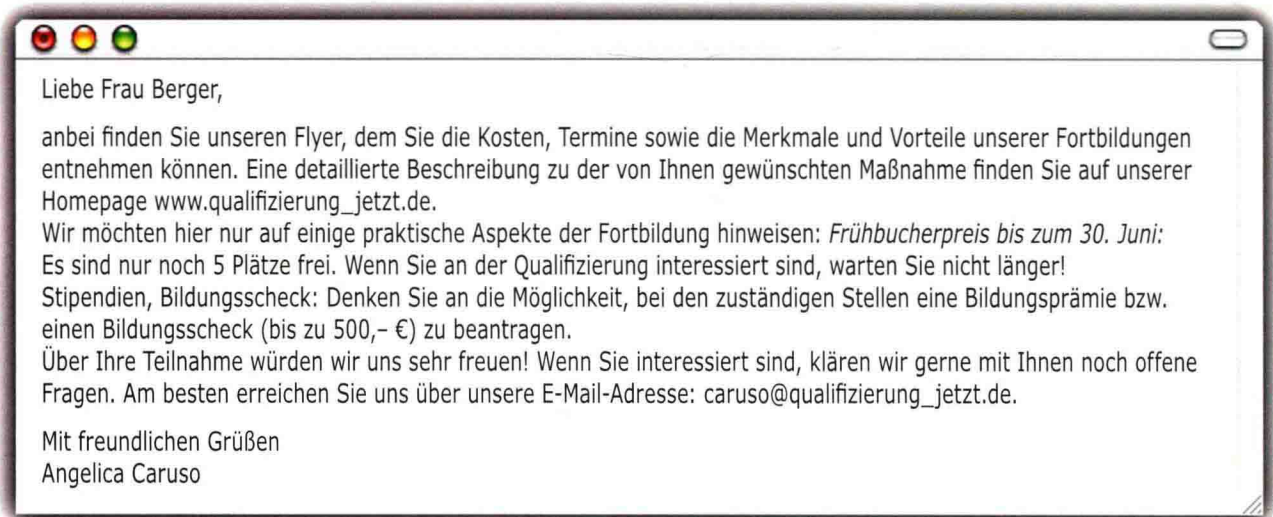 Liebe Frau Berger,
anbei finden Sie unseren Flyer, dem Sie die Kosten, Termine sowie die Merkmale und Vorteile unserer Fortbildungen
entnehmen können. Eine detaillierte Beschreibung zu der von Ihnen gewünschten Maßnahme finden Sie auf unserer
Homepage www.qualifizierung_jetzt.de.
Wir möchten hier nur auf einige praktische Aspekte der Fortbildung hinweisen: Frühbucherpreis bis zum 30. Juni:
Es sind nur noch 5 Plätze frei. Wenn Sie an der Qualifizierung interessiert sind, warten Sie nicht länger!
Stipendien, Bildungsscheck: Denken Sie an die Möglichkeit, bei den zuständigen Stellen eine Bildungsprämie bzw.
einen Bildungsscheck (bis zu 500,– €) zu beantragen.
Über Ihre Teilnahme würden wir uns sehr freuen! Wenn Sie interessiert sind, klären wir gerne mit Ihnen noch offene
Fragen. Am besten erreichen Sie uns über unsere E-Mail-Adresse: caruso@qualifizierung_jetzt.de.
Mit freundlichen Grüßen
Angelica Caruso